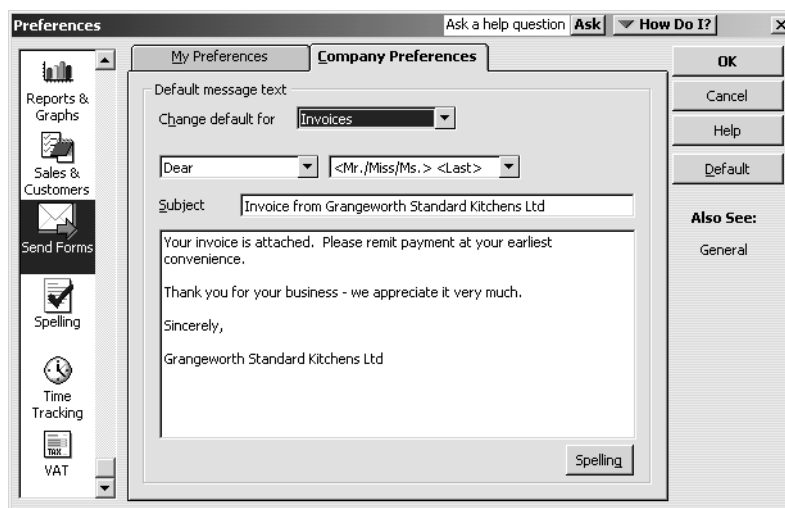 Preferences
Ask a help question Ask How Do I?
Reports &
Graphs
Sales &
Customers
Send Forms
Spelling
Time
Tracking
TAX
VAT
My Preferences
Company Preferences
Default message text
Change default for Invoices
Dear <Mr./Miss/Ms.> <Last>
Subject Invoice from Grangeworth Standard Kitchens Ltd
Your invoice is attached.  Please remit payment at your earliest
convenience.
Thank you for your business - we appreciate it very much.
Sincerely,
Grangeworth Standard Kitchens Ltd
Spelling
OK
Cancel
Help
Default
Also See:
General